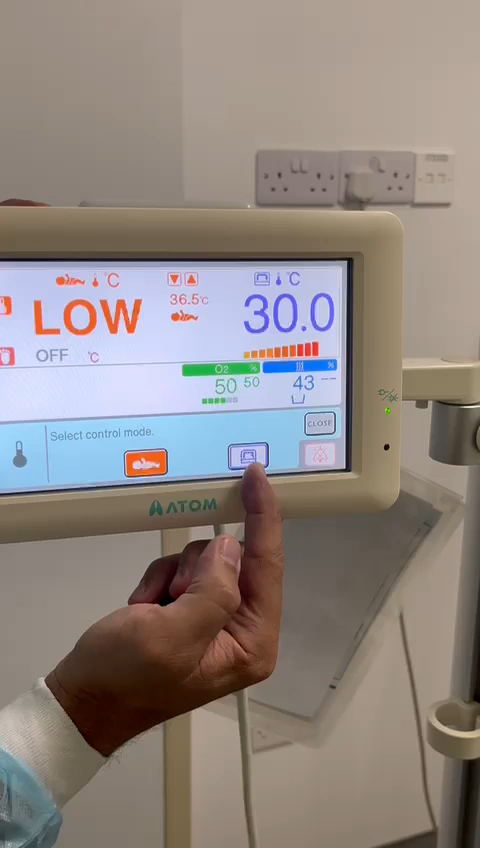 °C
°C
LOW
36.5°C
30.0
OFF °C
O2 %
%
50 50
43 --
Select control mode.
CLOSE
ATOM